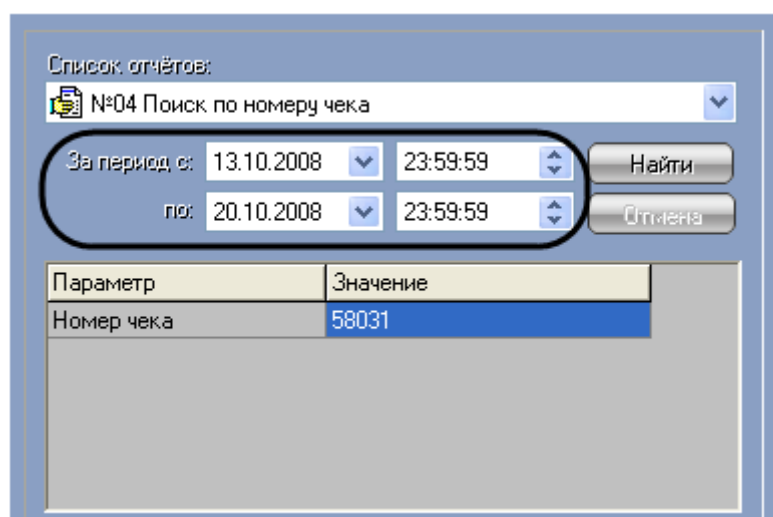 Список отчётов:
№04 Поиск по номеру чека
За период с: 13.10.2008 23:59:59 Найти
по: 20.10.2008 23:59:59 Отмена
Параметр Значение
Номер чека 58031